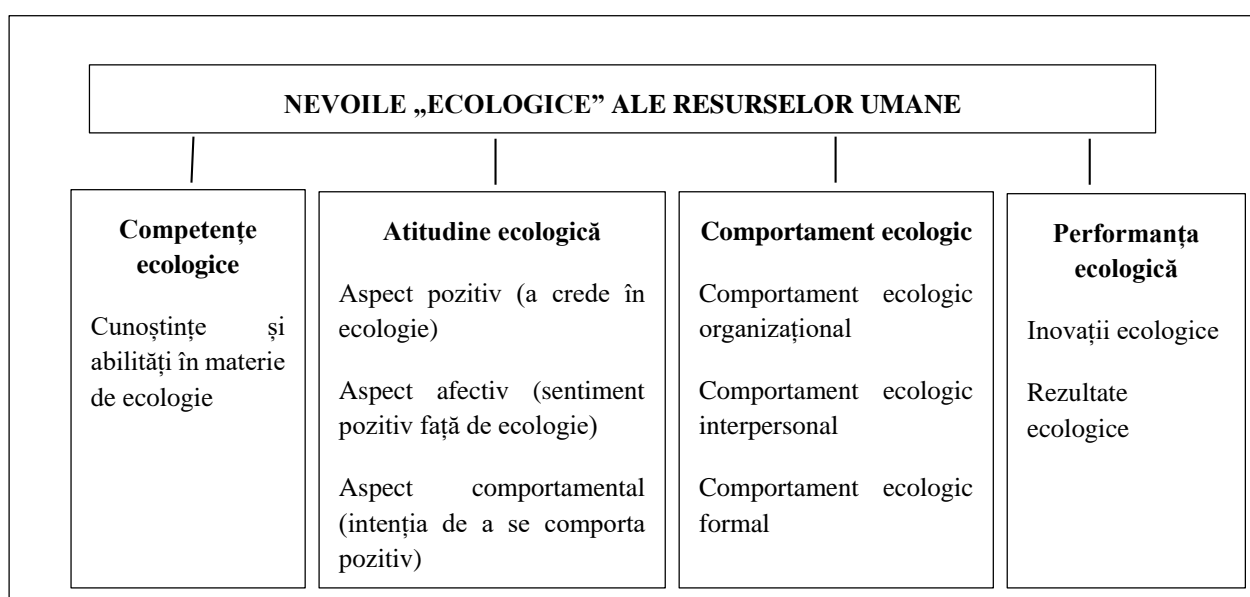 NEVOILE „ECOLOGICE” ALE RESURSELOR UMANE
Competențe
ecologice
Cunoștințe și
abilități în materie
de ecologie
Atitudine ecologică
Aspect pozitiv (a crede în
ecologie)
Aspect afectiv (sentiment
pozitiv față de ecologie)
Aspect comportamental
(intenția de a se comporta
pozitiv)
Comportament ecologic
Comportament ecologic
organizațional
Comportament ecologic
interpersonal
Comportament ecologic
formal
Performanța
ecologică
Inovații ecologice
Rezultate
ecologice